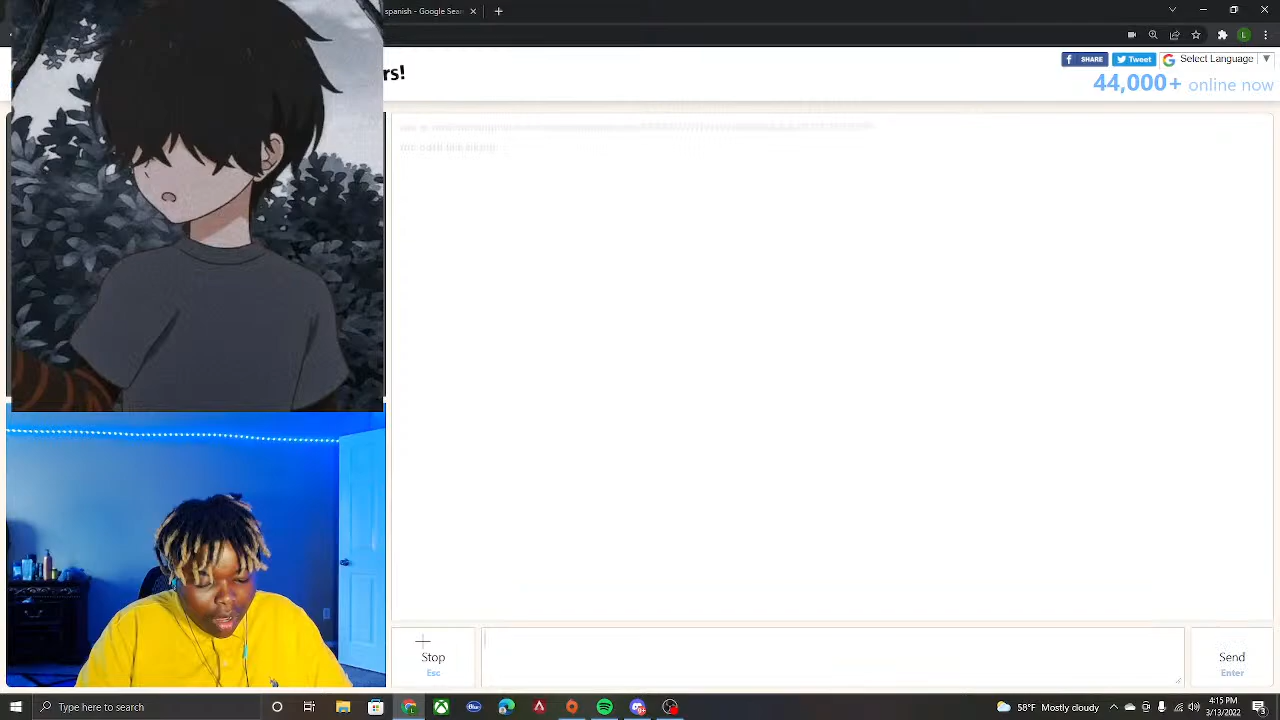 spanish - Google Sear
rs!
SHARE
Tweet
Select Language
44,000+ online now
Stop
Esc
Send
Enter
Type here to search
58°F Mostly cloudy
4:15 PM
3/13/2022